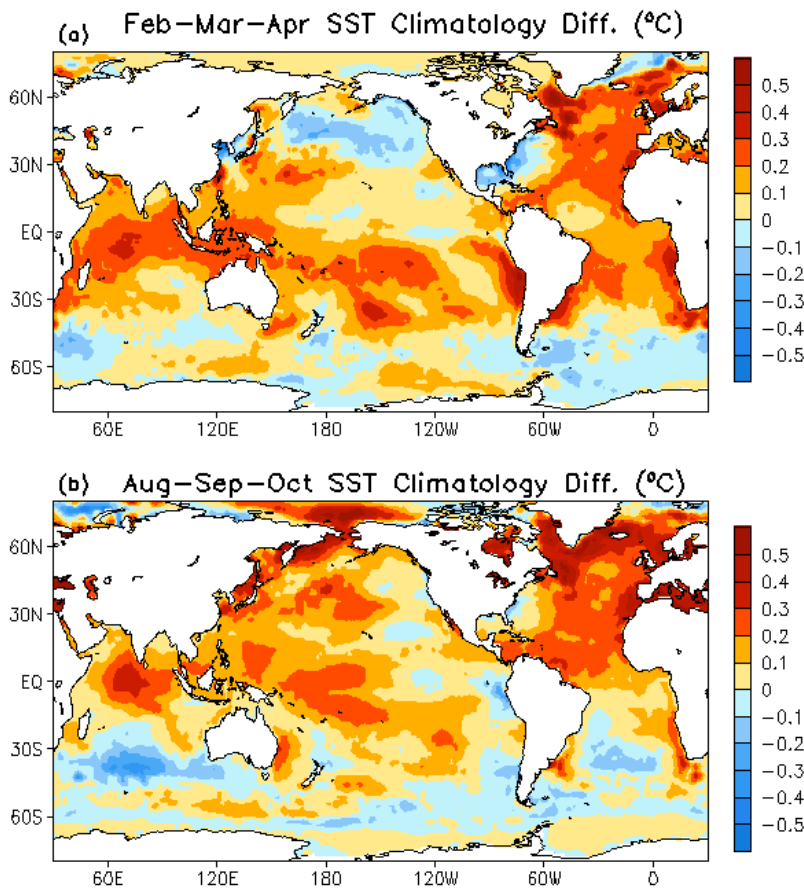 (a) Feb-Mar-Apr SST Climatology Diff. (ºC)
60N
30N
EQ
30S
60S
60E 120E 180 120W 60W 0
0.5
0.4
0.3
0.2
0.1
0
-0.1
-0.2
-0.3
-0.4
-0.5
(b) Aug-Sep-Oct SST Climatology Diff. (ºC)
60N
30N
EQ
30S
60S
60E 120E 180 120W 60W 0
0.5
0.4
0.3
0.2
0.1
0
-0.1
-0.2
-0.3
-0.4
-0.5